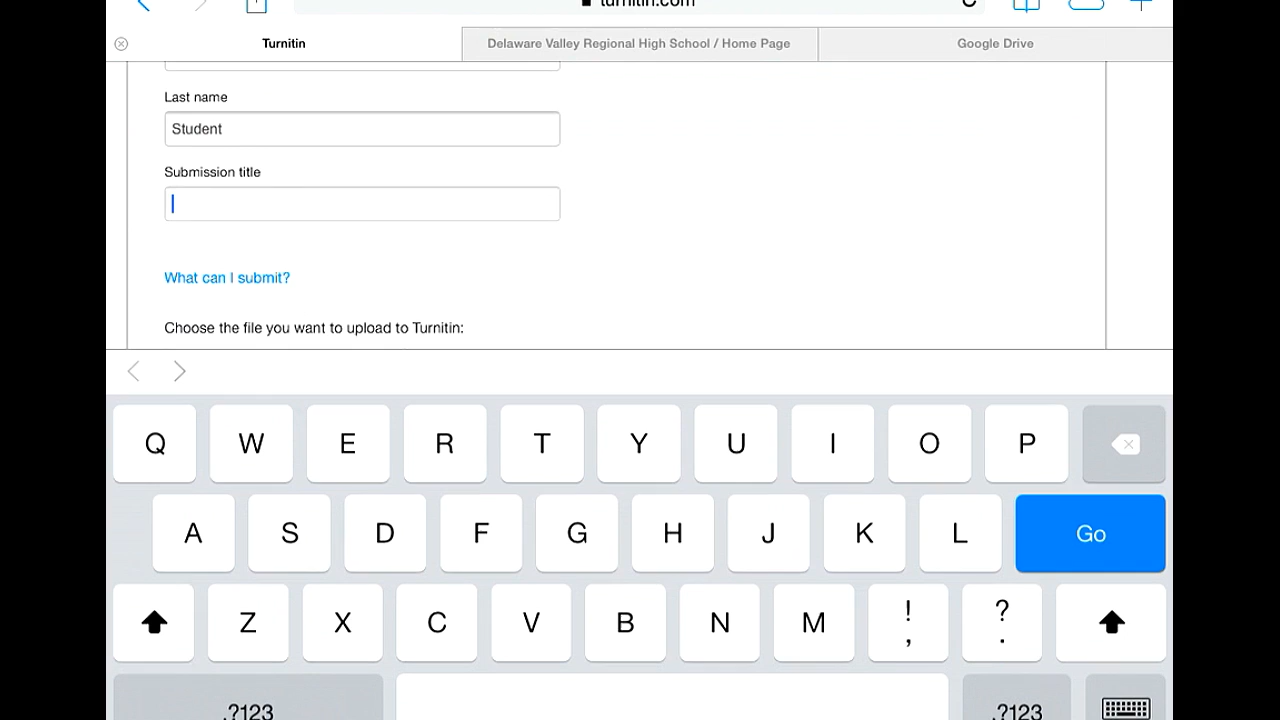 turnitin.com
Turnitin
Delaware Valley Regional High School / Home Page
Google Drive
Last name
Student
Submission title
What can I submit?
Choose the file you want to upload to Turnitin:
Q W E R T Y U I O P
A S D F G H J K L Go
Z X C V B N M ! , ? .
.?123 .?123